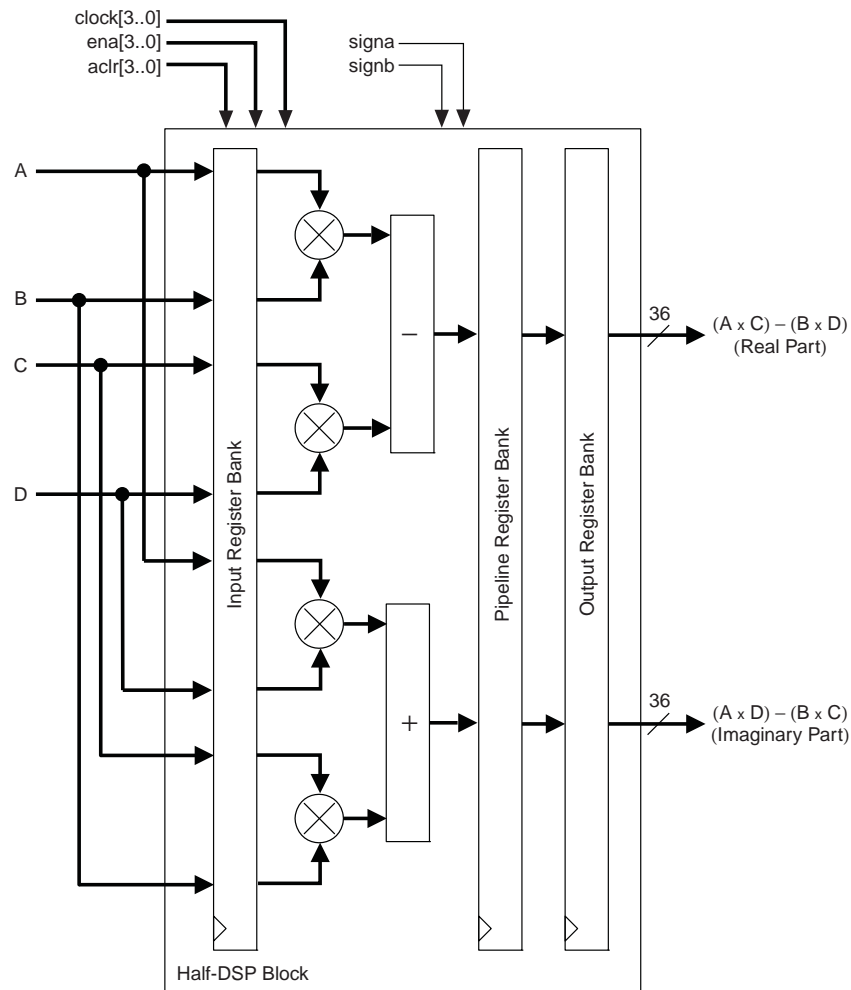 clock[3..0]
ena[3..0]
aclr[3..0]
signa
signb
A
B
C
D
Input Register Bank
−
+
Pipeline Register Bank
Output Register Bank
36
(A x C) – (B x D)
(Real Part)
36
(A x D) – (B x C)
(Imaginary Part)
Half-DSP Block